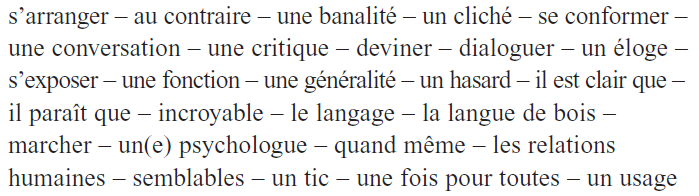 s’arranger – au contraire – une banalité – un cliché – se conformer –
une conversation – une critique – deviner – dialoguer – un éloge –
s’exposer – une fonction – une généralité – un hasard – il est clair que –
il paraît que – incroyable – le langage – la langue de bois –
marcher – un(e) psychologue – quand même – les relations
humaines – semblables – un tic – une fois pour toutes – un usage